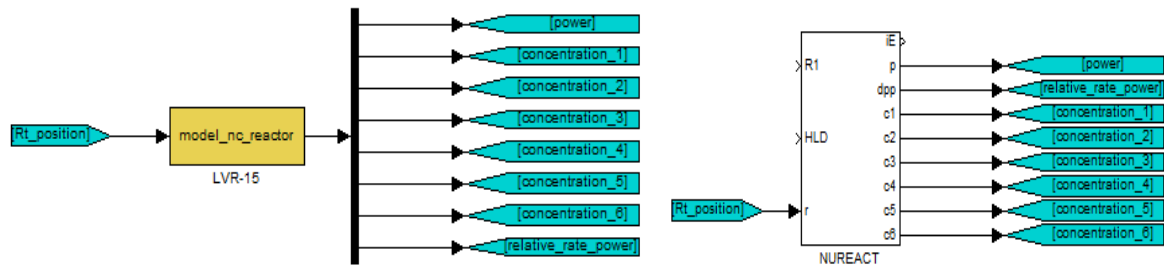 [Rt_position]
model_nc_reactor
LVR-15
[power]
[concentration_1]
[concentration_2]
[concentration_3]
[concentration_4]
[concentration_5]
[concentration_6]
[relative_rate_power]
R1
HLD
[Rt_position]
r
iE
p
dpp
c1
c2
c3
c4
c5
c6
NUREACT
[power]
[relative_rate_power]
[concentration_1]
[concentration_2]
[concentration_3]
[concentration_4]
[concentration_5]
[concentration_6]